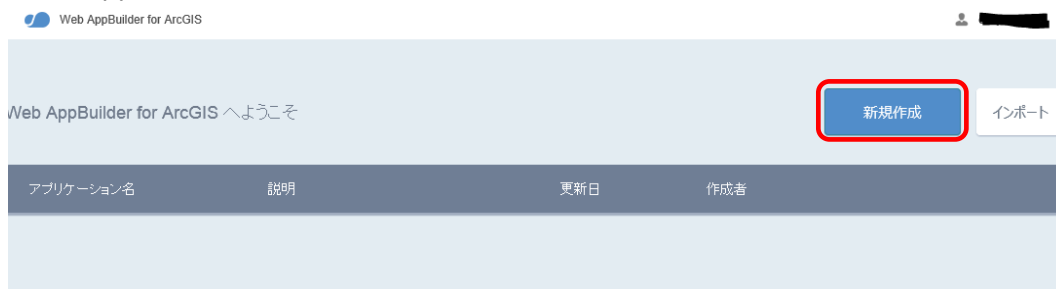 Web AppBuilder for ArcGIS
Web AppBuilder for ArcGIS へようこそ
新規作成
インポート
アプリケーション名
説明
更新日
作成者